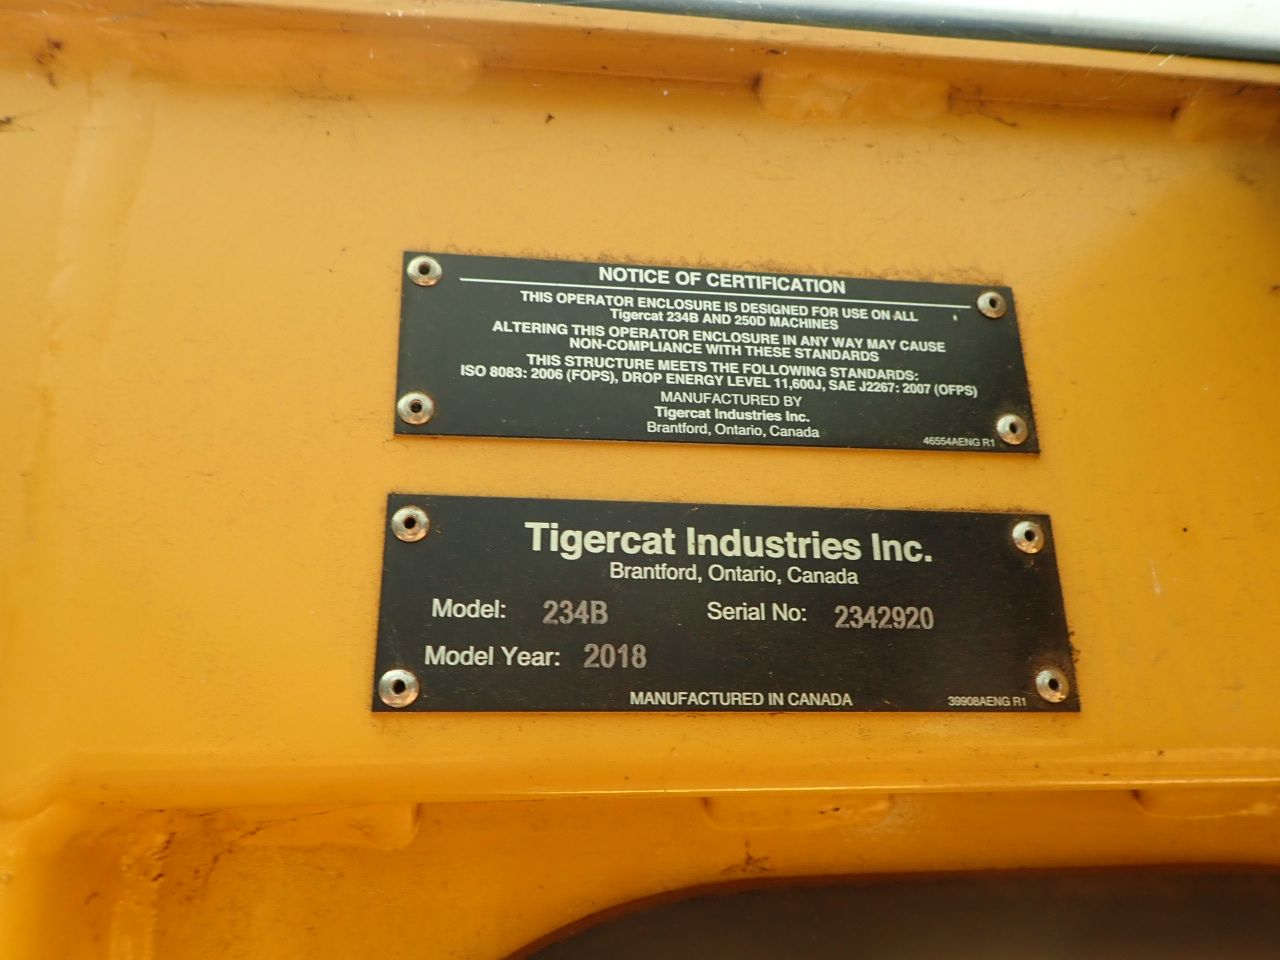 NOTICE OF CERTIFICATION
THIS OPERATOR ENCLOSURE IS DESIGNED FOR USE ON ALL
Tigercat 234B AND 250D MACHINES
ALTERING THIS OPERATOR ENCLOSURE IN ANY WAY MAY CAUSE
NON-COMPLIANCE WITH THESE STANDARDS
THIS STRUCTURE MEETS THE FOLLOWING STANDARDS:
ISO 8083: 2006 (FOPS), DROP ENERGY LEVEL 11,600J, SAE J2267: 2007 (OFPS)
MANUFACTURED BY
Tigercat Industries Inc.
Brantford, Ontario, Canada
46554AENG R1
Tigercat Industries Inc.
Brantford, Ontario, Canada
Model: 234B Serial No: 2342920
Model Year: 2018
MANUFACTURED IN CANADA 39908AENG R1